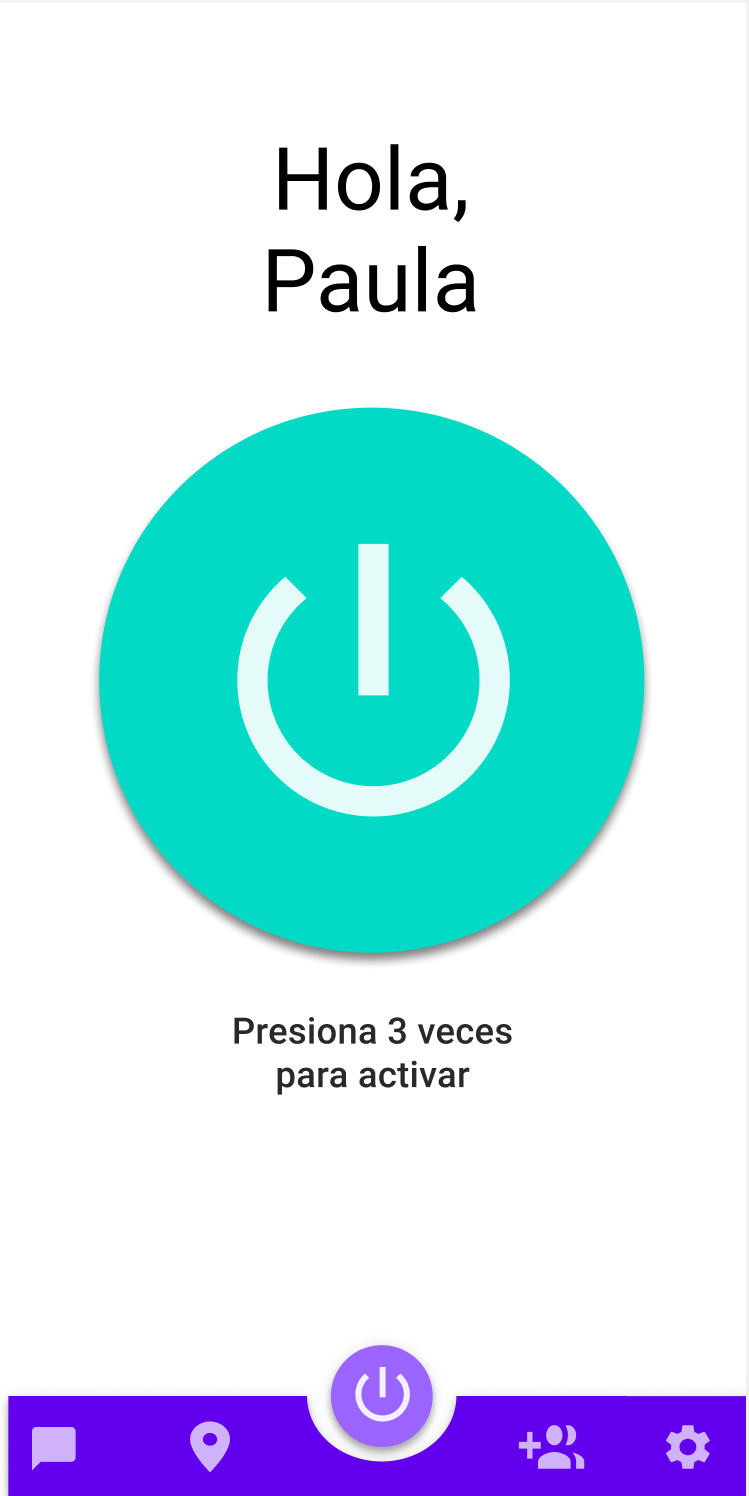 Hola,
Paula
Presiona 3 veces
para activar